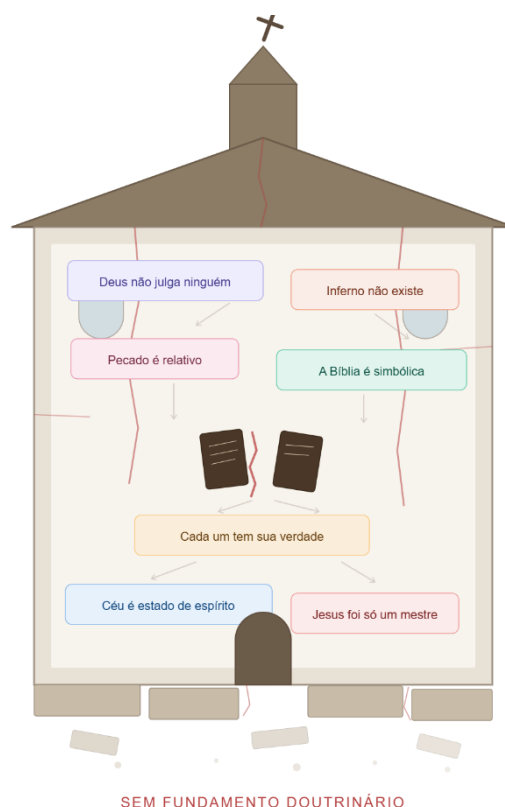 Deus não julga ninguém
Inferno não existe
Pecado é relativo
A Bíblia é simbólica
Cada um tem sua verdade
Céu é estado de espírito
Jesus foi só um mestre
SEM FUNDAMENTO DOUTRINÁRIO